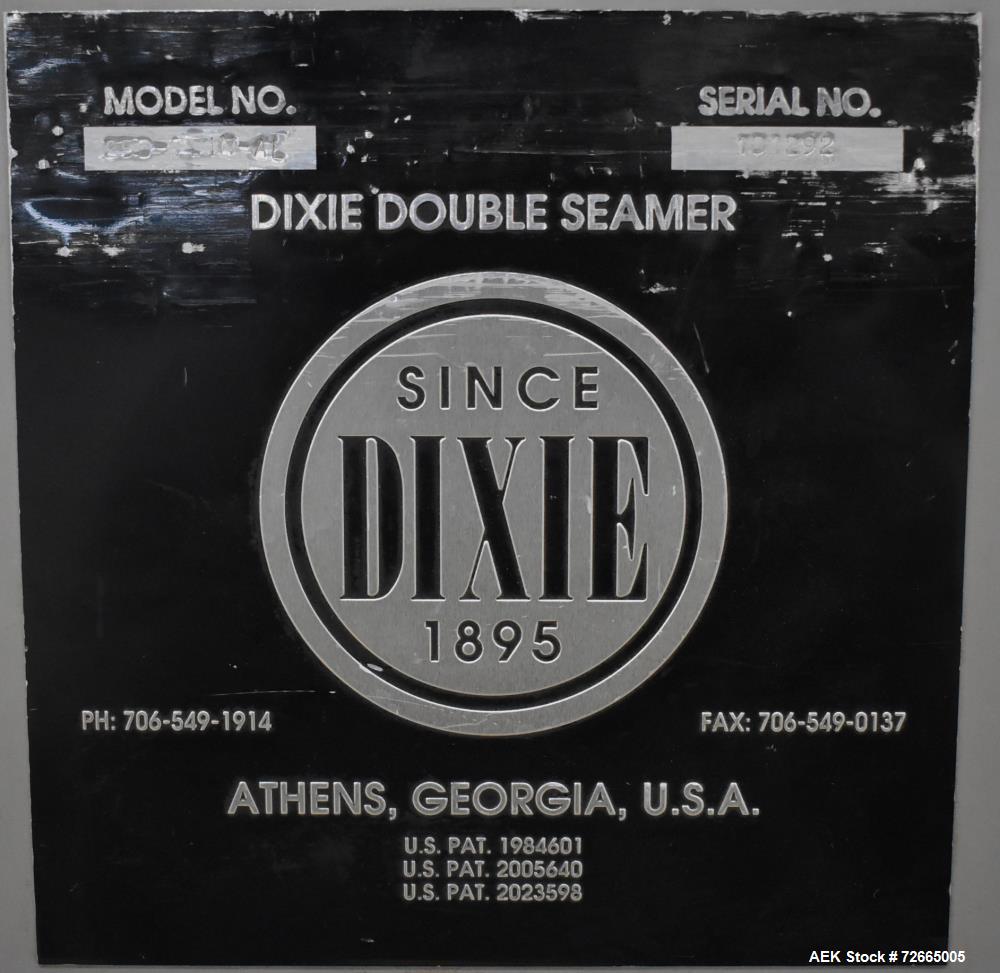 MODEL NO.
SERIAL NO.
DIXIE DOUBLE SEAMER
SINCE
DIXIE
1895
PH: 706-549-1914
FAX: 706-549-0137
ATHENS, GEORGIA, U.S.A.
U.S. PAT. 1984601
U.S. PAT. 2005640
U.S. PAT. 2023598
AEK Stock # 72665005